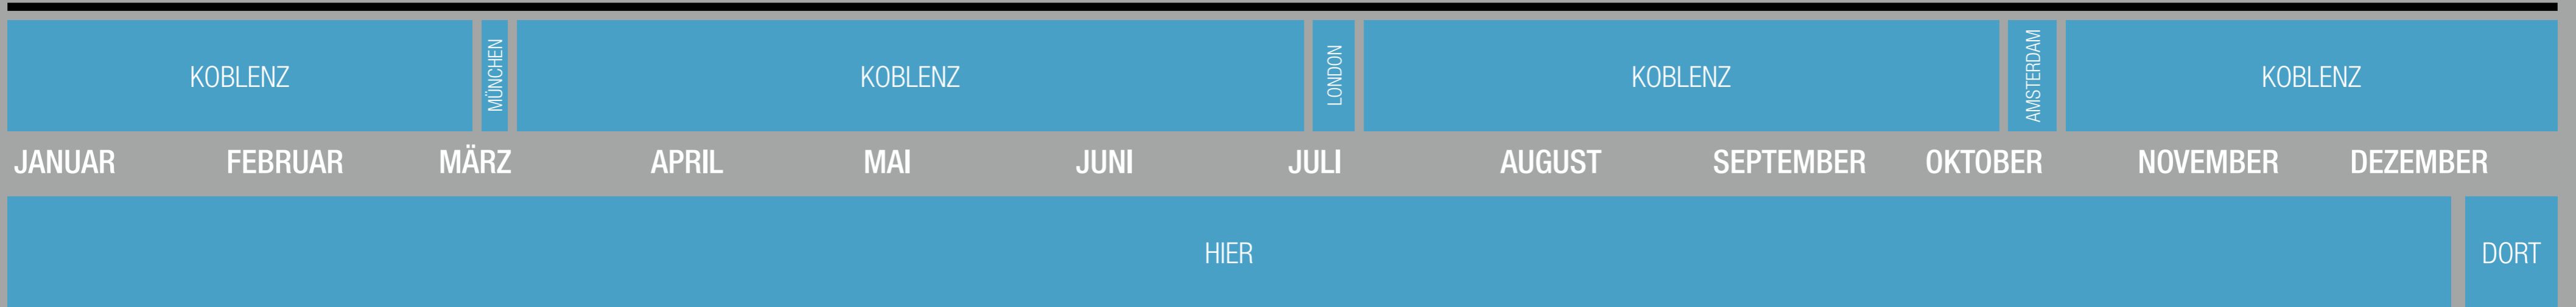 KOBLENZ
MÜNCHEN
KOBLENZ
LONDON
KOBLENZ
AMSTERDAM
KOBLENZ
JANUAR FEBRUAR MÄRZ APRIL MAI JUNI JULI AUGUST SEPTEMBER OKTOBER NOVEMBER DEZEMBER
HIER
DORT